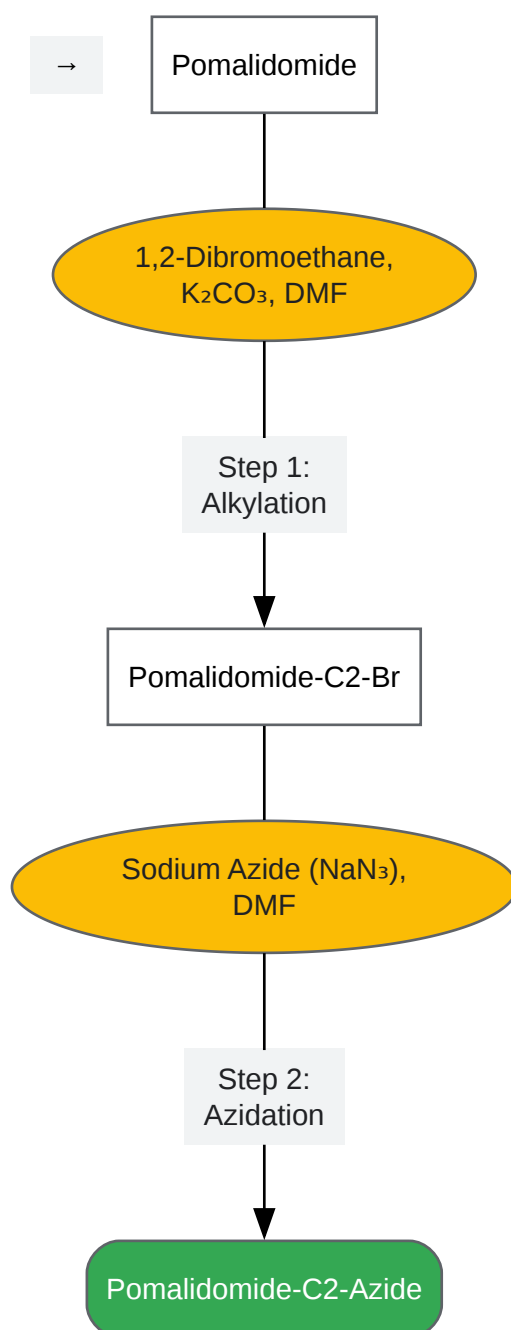 →
Pomalidomide
1,2-Dibromoethane,
K₂CO₃, DMF
Step 1:
Alkylation
Pomalidomide-C2-Br
Sodium Azide (NaN₃),
DMF
Step 2:
Azidation
Pomalidomide-C2-Azide